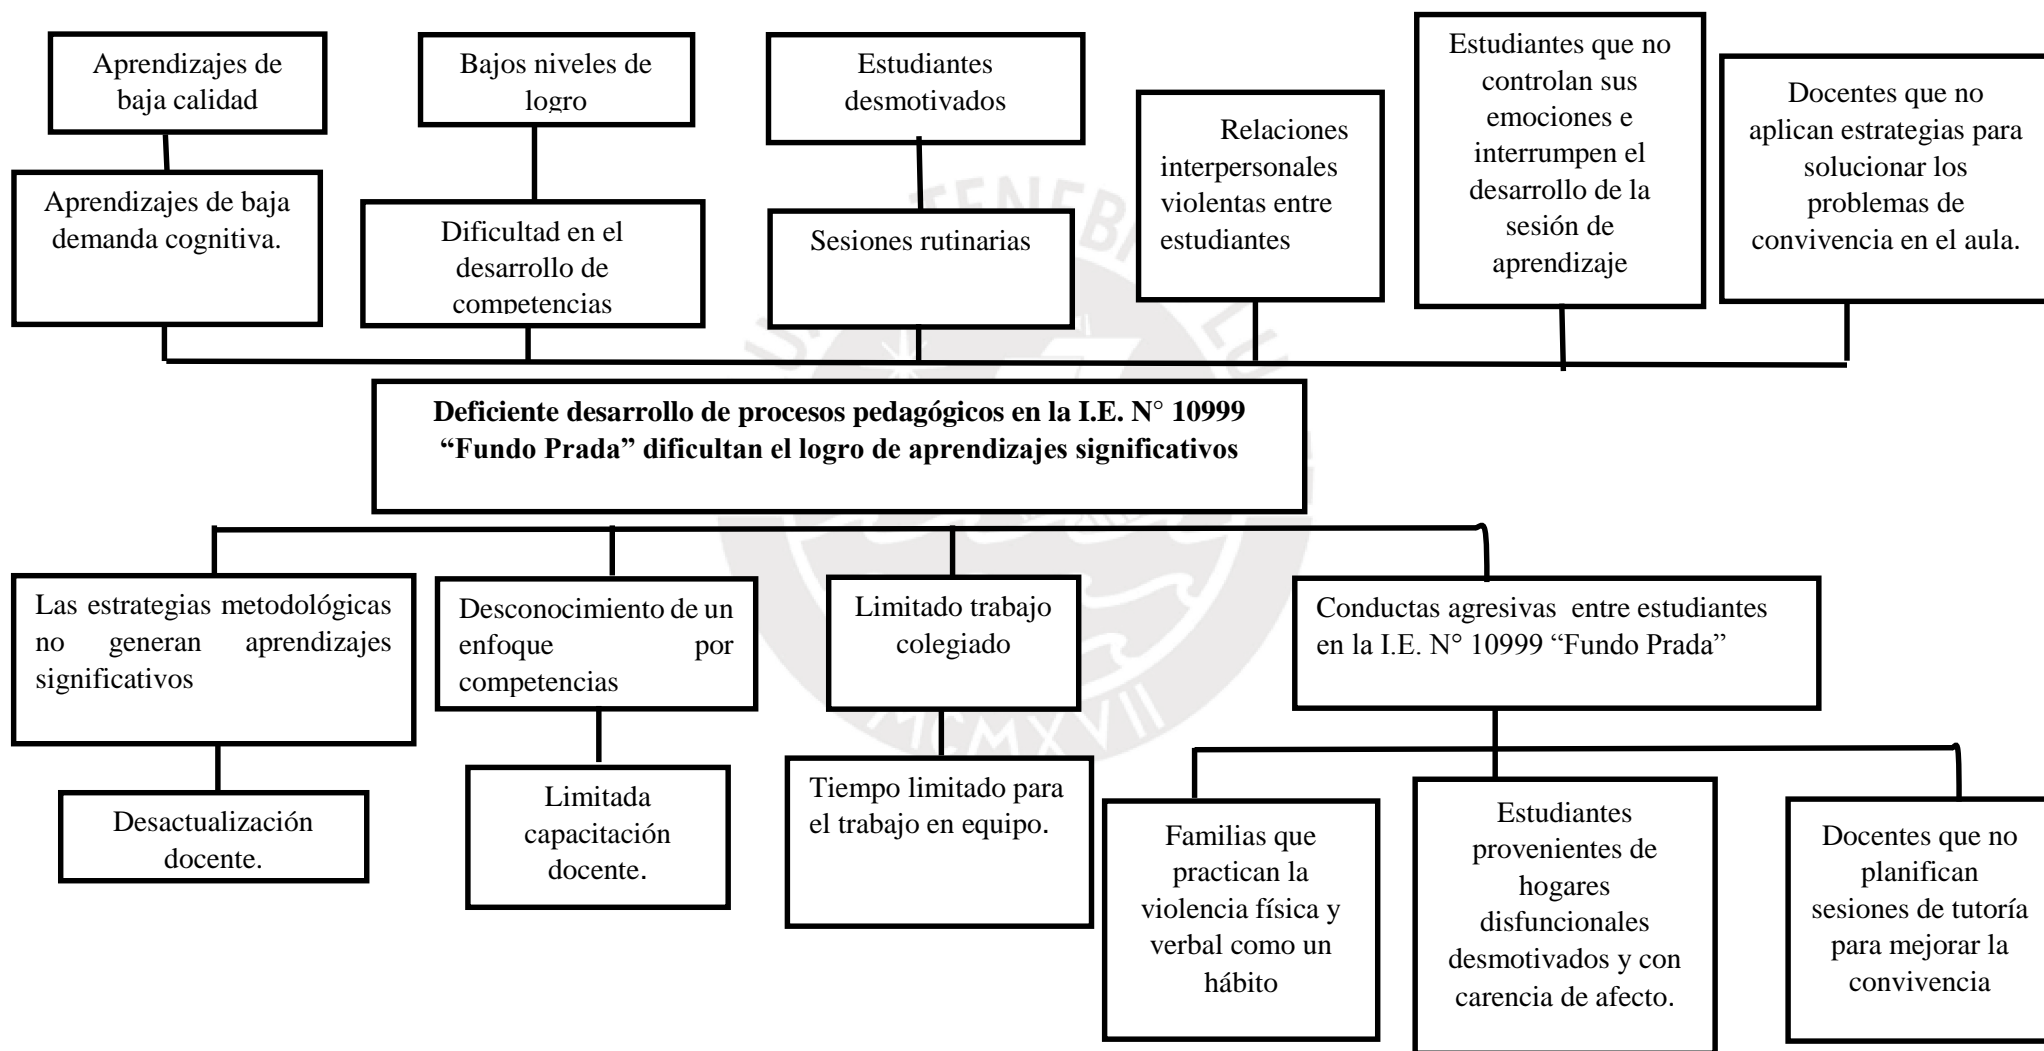 Aprendizajes de
baja calidad
Bajos niveles de
logro
Estudiantes
desmotivados
Estudiantes que no
controlan sus
emociones e
interrumpen el
desarrollo de la
sesión de
aprendizaje
Relaciones
interpersonales
violentas entre
estudiantes
Docentes que no
aplican estrategias para
solucionar los
problemas de
convivencia en el aula.
Aprendizajes de baja
demanda cognitiva.
Dificultad en el
desarrollo de
competencias
Sesiones rutinarias
Deficiente desarrollo de procesos pedagógicos en la I.E. N° 10999
“Fundo Prada” dificultan el logro de aprendizajes significativos
Las estrategias metodológicas
no generan aprendizajes
significativos
Desconocimiento de un
enfoque por
competencias
Limitado trabajo
colegiado
Conductas agresivas entre estudiantes
en la I.E. N° 10999 “Fundo Prada”
Desactualización
docente.
Limitada
capacitación
docente.
Tiempo limitado para
el trabajo en equipo.
Familias que
practican la
violencia física y
verbal como un
hábito
Estudiantes
provenientes de
hogares
disfuncionales
desmotivados y con
carencia de afecto.
Docentes que no
planifican
sesiones de tutoría
para mejorar la
convivencia
MCMXVII